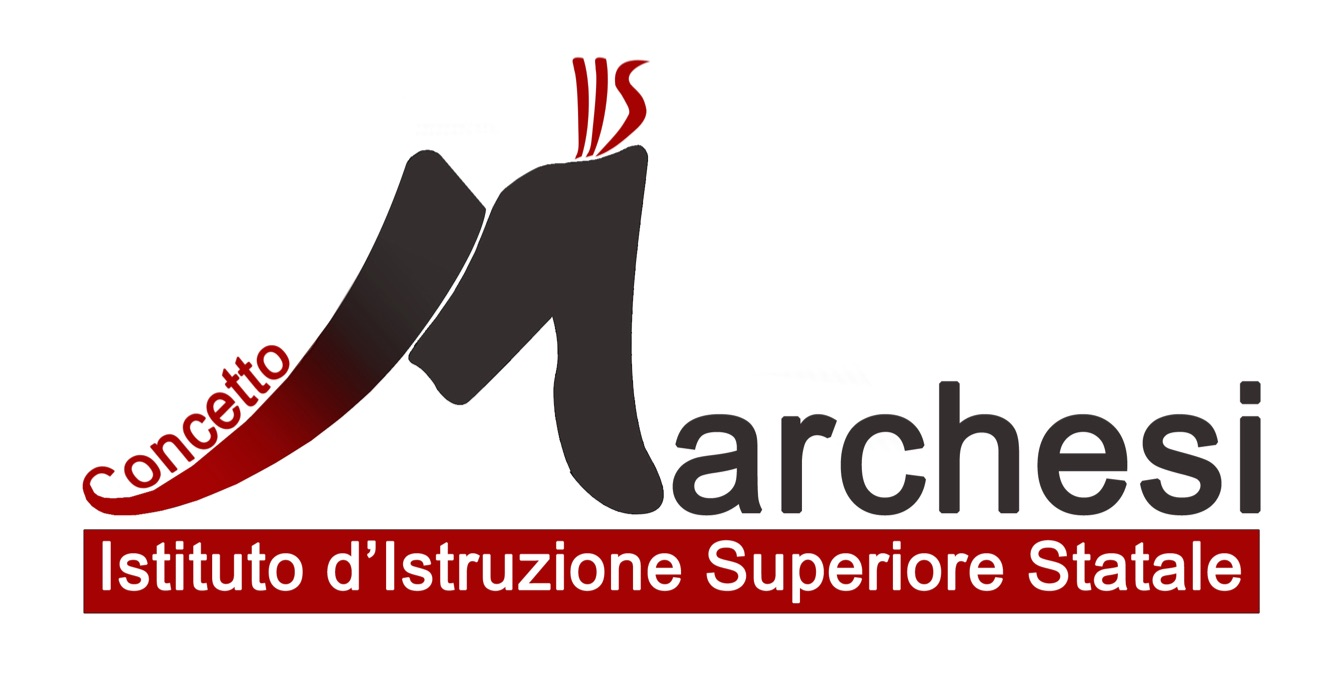 IIS
Concetto
Marchesi
Istituto d’Istruzione Superiore Statale